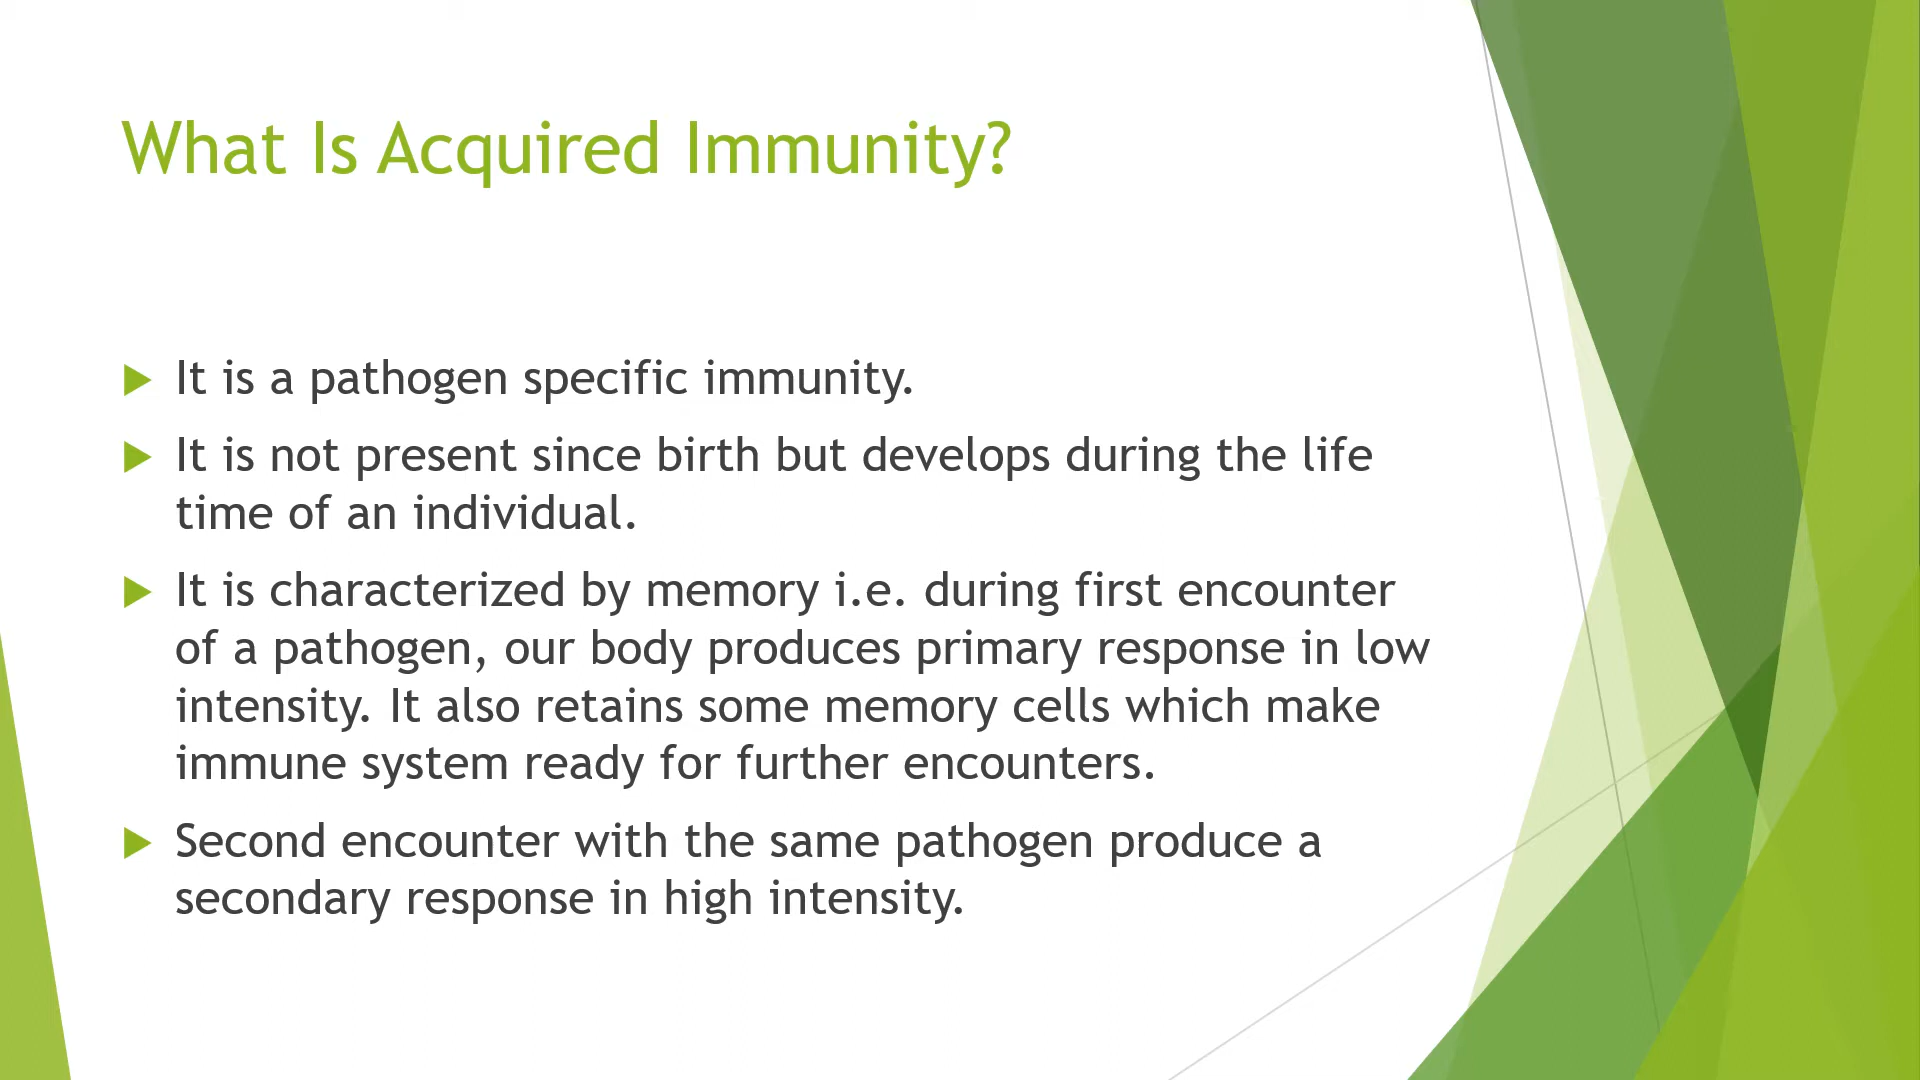 What Is Acquired Immunity?
It is a pathogen specific immunity.
It is not present since birth but develops during the life
time of an individual.
It is characterized by memory i.e. during first encounter
of a pathogen, our body produces primary response in low
intensity. It also retains some memory cells which make
immune system ready for further encounters.
Second encounter with the same pathogen produce a
secondary response in high intensity.